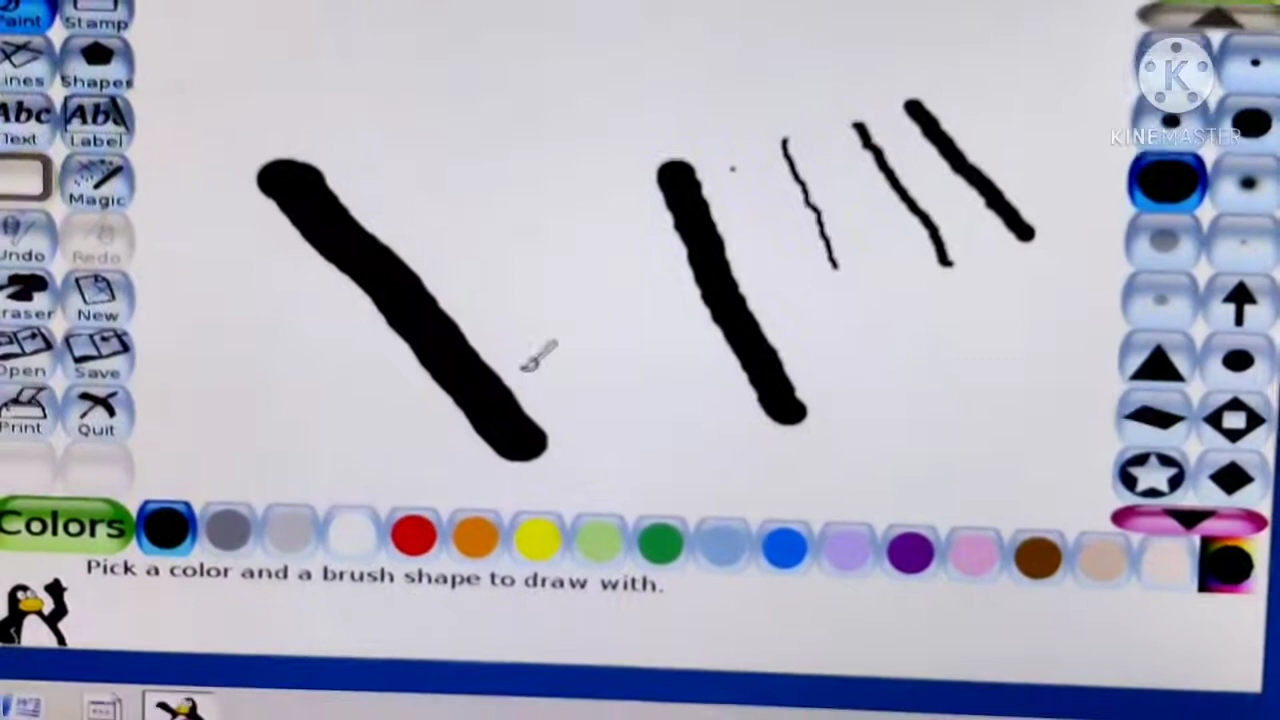 Paint Stamp
Lines Shapes
Abc Abc
Text Label
Magic
Undo Redo
Eraser New
Open Save
Print Quit
K
KINEMASTER
Colors
Pick a color and a brush shape to draw with.